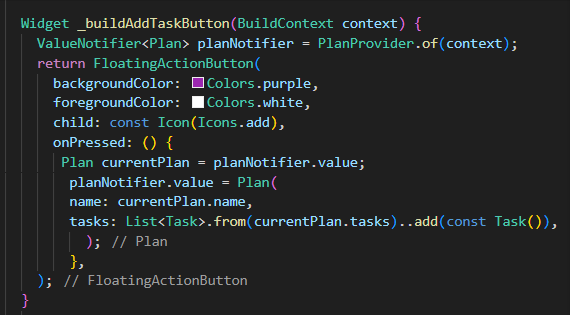 Widget _buildAddTaskButton(BuildContext context) {
  ValueNotifier<Plan> planNotifier = PlanProvider.of(context);
  return FloatingActionButton(
    backgroundColor: Colors.purple,
    foregroundColor: Colors.white,
    child: const Icon(Icons.add),
    onPressed: () {
     Plan currentPlan = planNotifier.value;
      planNotifier.value = Plan(
      name: currentPlan.name,
      tasks: List<Task>.from(currentPlan.tasks)..add(const Task()),
        ); // Plan
      },
  ); // FloatingActionButton
}